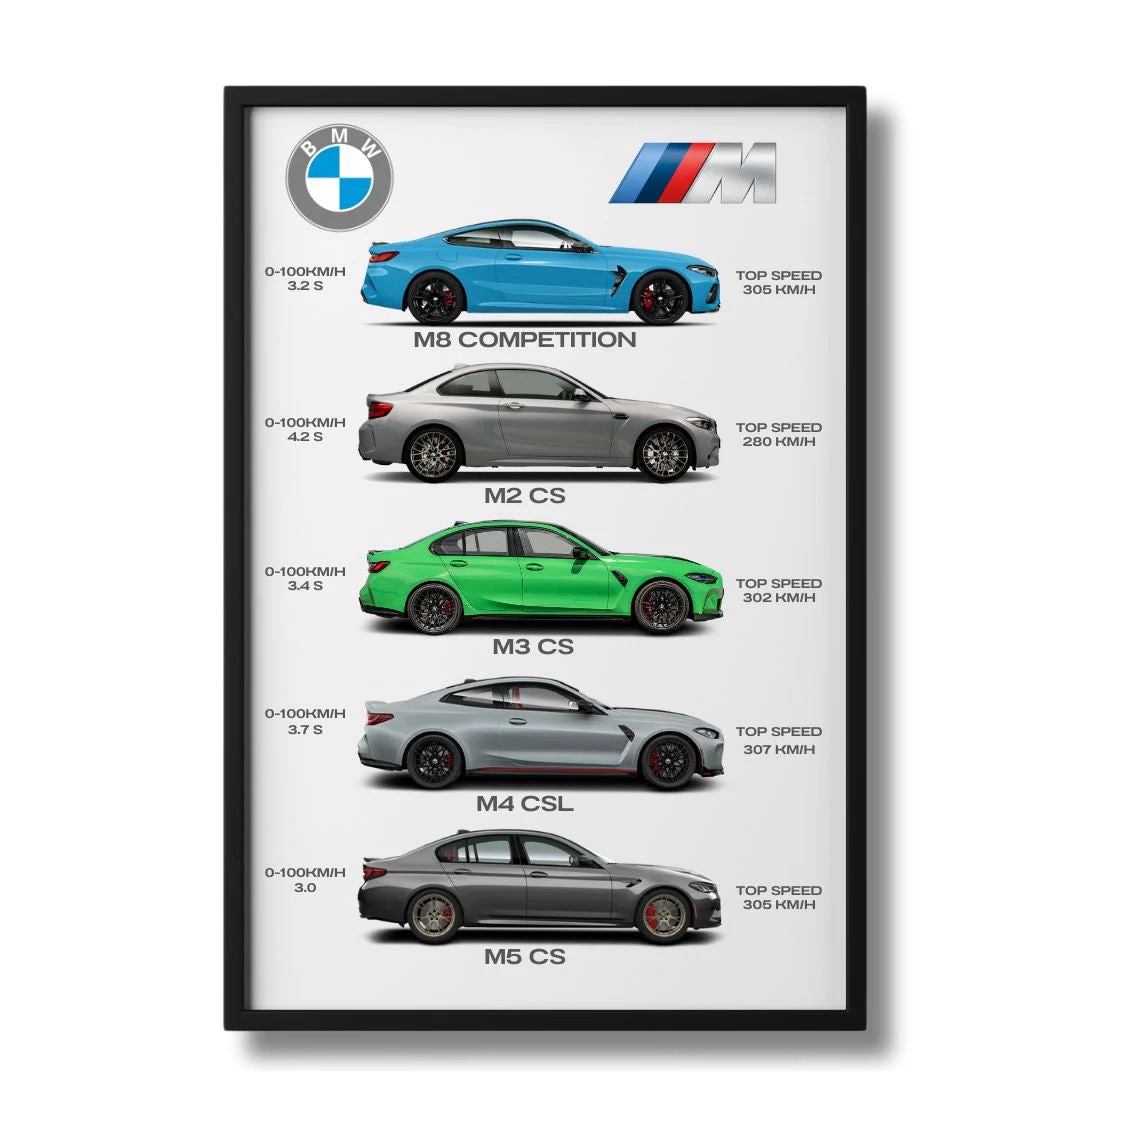 BMW
M
0-100KM/H
3.2 S
TOP SPEED
305 KM/H
M8 COMPETITION
0-100KM/H
4.2 S
TOP SPEED
280 KM/H
M2 CS
0-100KM/H
3.4 S
TOP SPEED
302 KM/H
M3 CS
0-100KM/H
3.7 S
TOP SPEED
307 KM/H
M4 CSL
0-100KM/H
3.0
TOP SPEED
305 KM/H
M5 CS